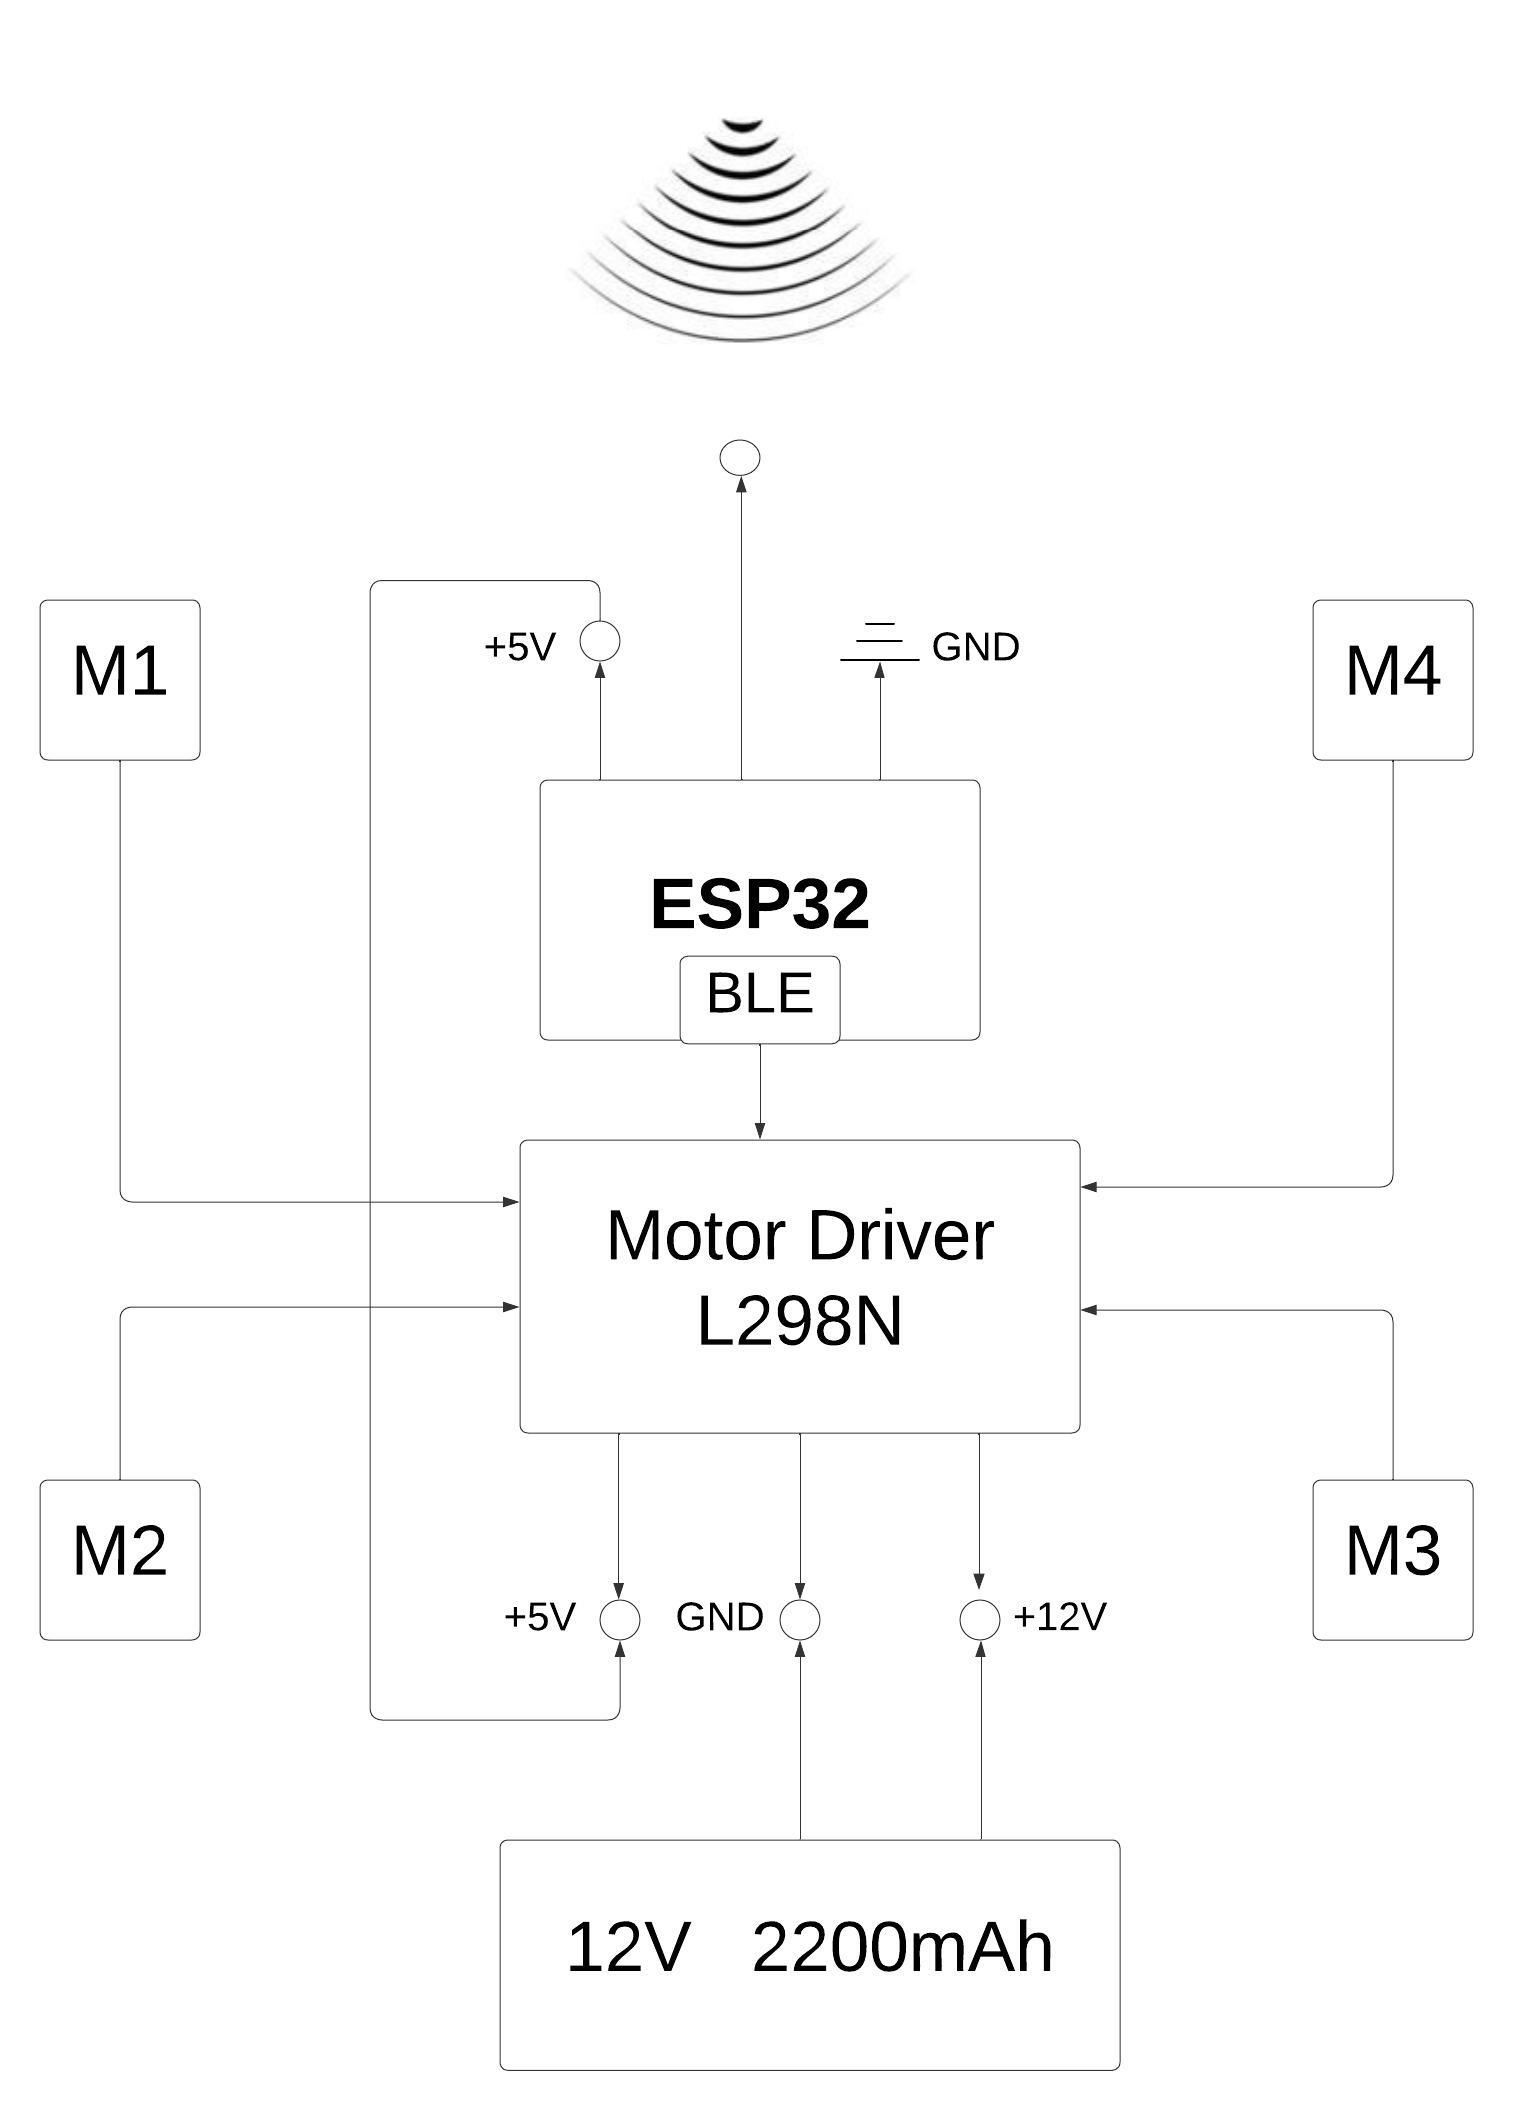 +5V
GND
M1
M4
ESP32
BLE
Motor Driver
L298N
M2
M3
+5V
GND
+12V
12V 2200mAh